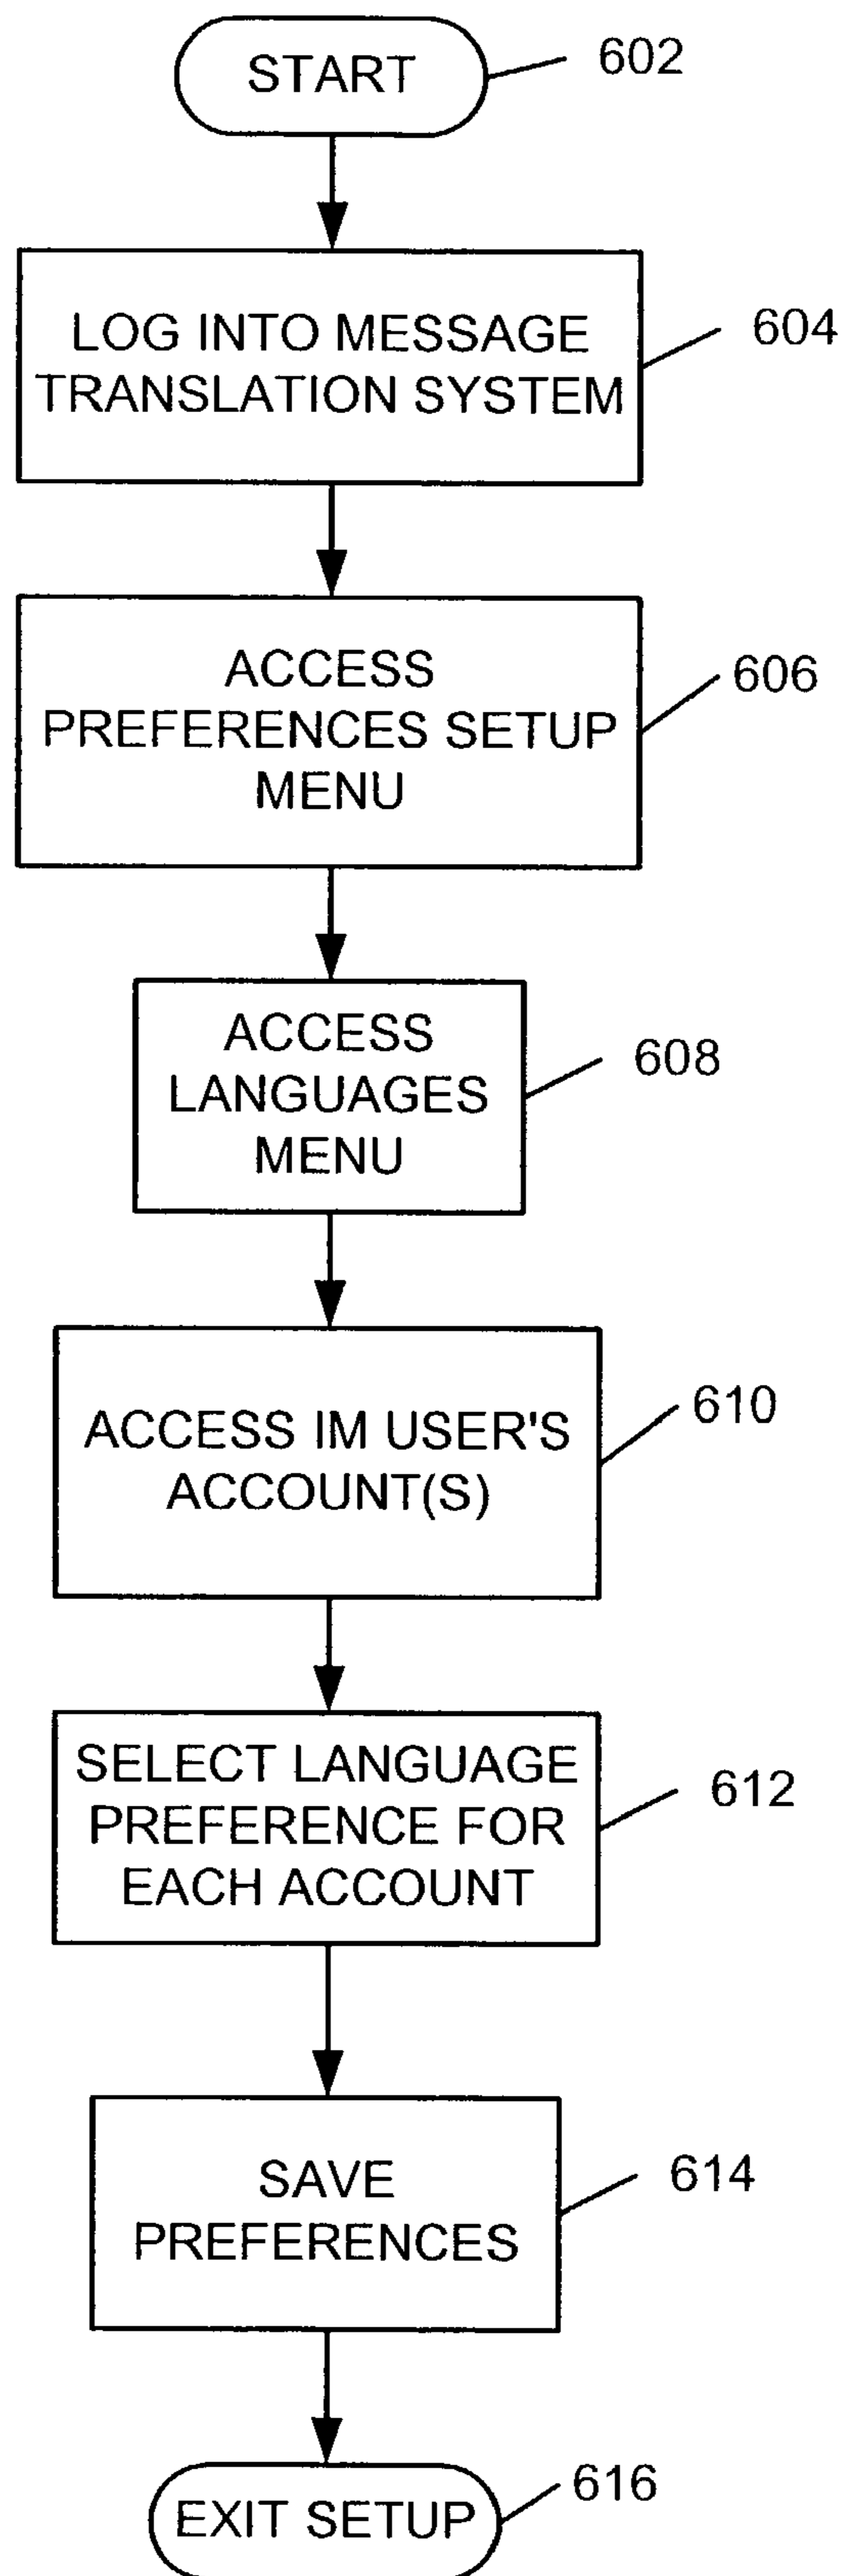 START
602
LOG INTO MESSAGE
TRANSLATION SYSTEM
604
ACCESS
PREFERENCES SETUP
MENU
606
ACCESS
LANGUAGES
MENU
608
ACCESS IM USER'S
ACCOUNT(S)
610
SELECT LANGUAGE
PREFERENCE FOR
EACH ACCOUNT
612
SAVE
PREFERENCES
614
EXIT SETUP
616